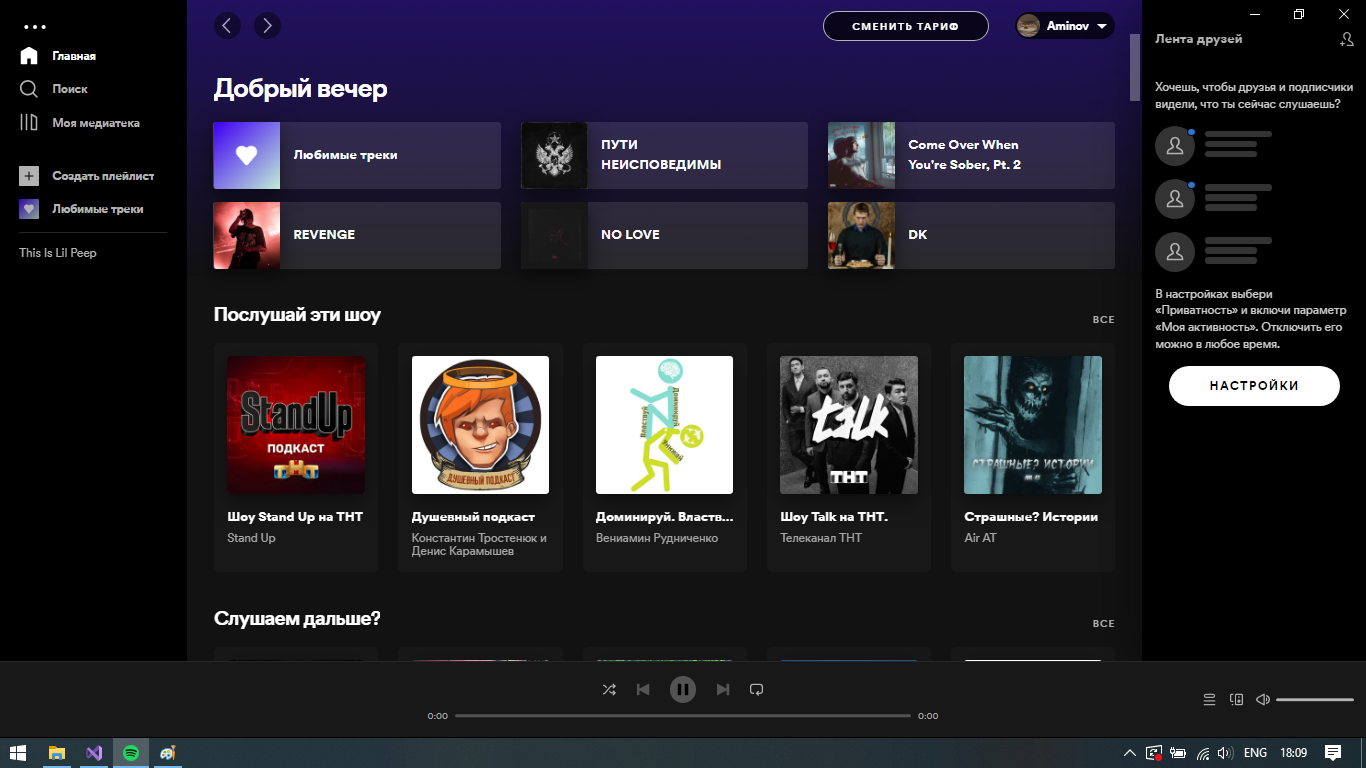 СМЕНИТЬ ТАРИФ
Aminov
Главная
Поиск
Моя медиатека
Создать плейлист
Любимые треки
This Is Lil Peep
Добрый вечер
Любимые треки
ПУТИ
НЕИСПОВЕДИМЫ
Come Over When
You're Sober, Pt. 2
REVENGE
NO LOVE
DK
Послушай эти шоу
ВСЕ
StandUp
ПОДКАСТ
ТНТ
Шоу Stand Up на ТНТ
Stand Up
ДУШЕВНЫЙ ПОДКАСТ
Душевный подкаст
Константин Тростенюк и
Денис Карамышев
Доминируй
Властвуй
Унижай
Доминируй. Властв...
Вениамин Рудниченко
talk
ТНТ
Шоу Talk на ТНТ.
Телеканал ТНТ
СТРАШНЫЕ? ИСТОРИИ
Страшные? Истории
Air AT
Слушаем дальше?
ВСЕ
Лента друзей
Хочешь, чтобы друзья и подписчики
видели, что ты сейчас слушаешь?
В настройках выбери
«Приватность» и включи параметр
«Моя активность». Отключить его
можно в любое время.
НАСТРОЙКИ
0:00
0:00
ENG
18:09